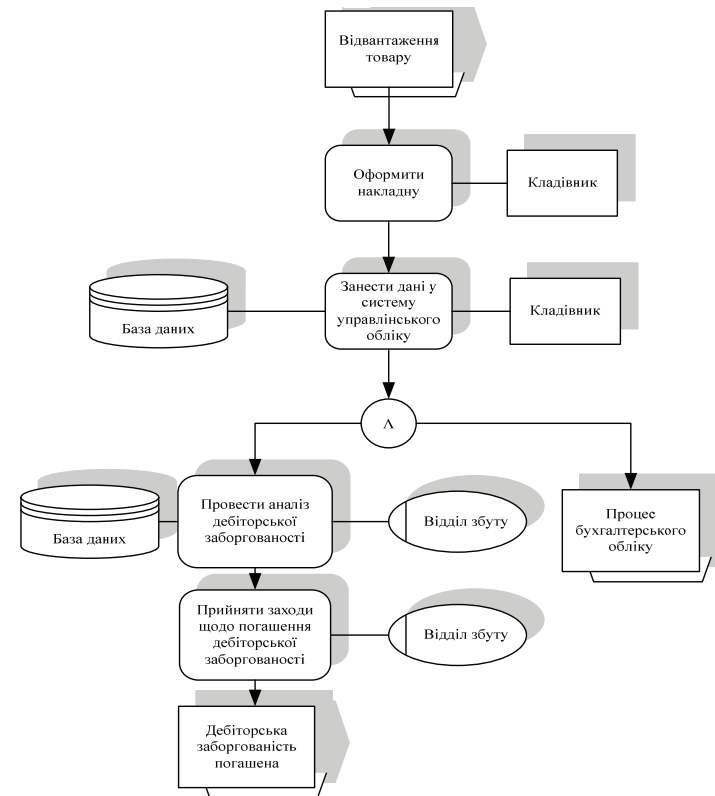 Відвантаження
товару
Оформити
накладну
Кладівник
Занести дані у
систему
управлінського
обліку
База даних
Кладівник
Λ
Провести аналіз
дебіторської
заборгованості
База даних
Відділ збуту
Процес
бухгалтерського
обліку
Прийняти заходи
щодо погашення
дебіторської
заборгованості
Відділ збуту
Дебіторська
заборгованість
погашена